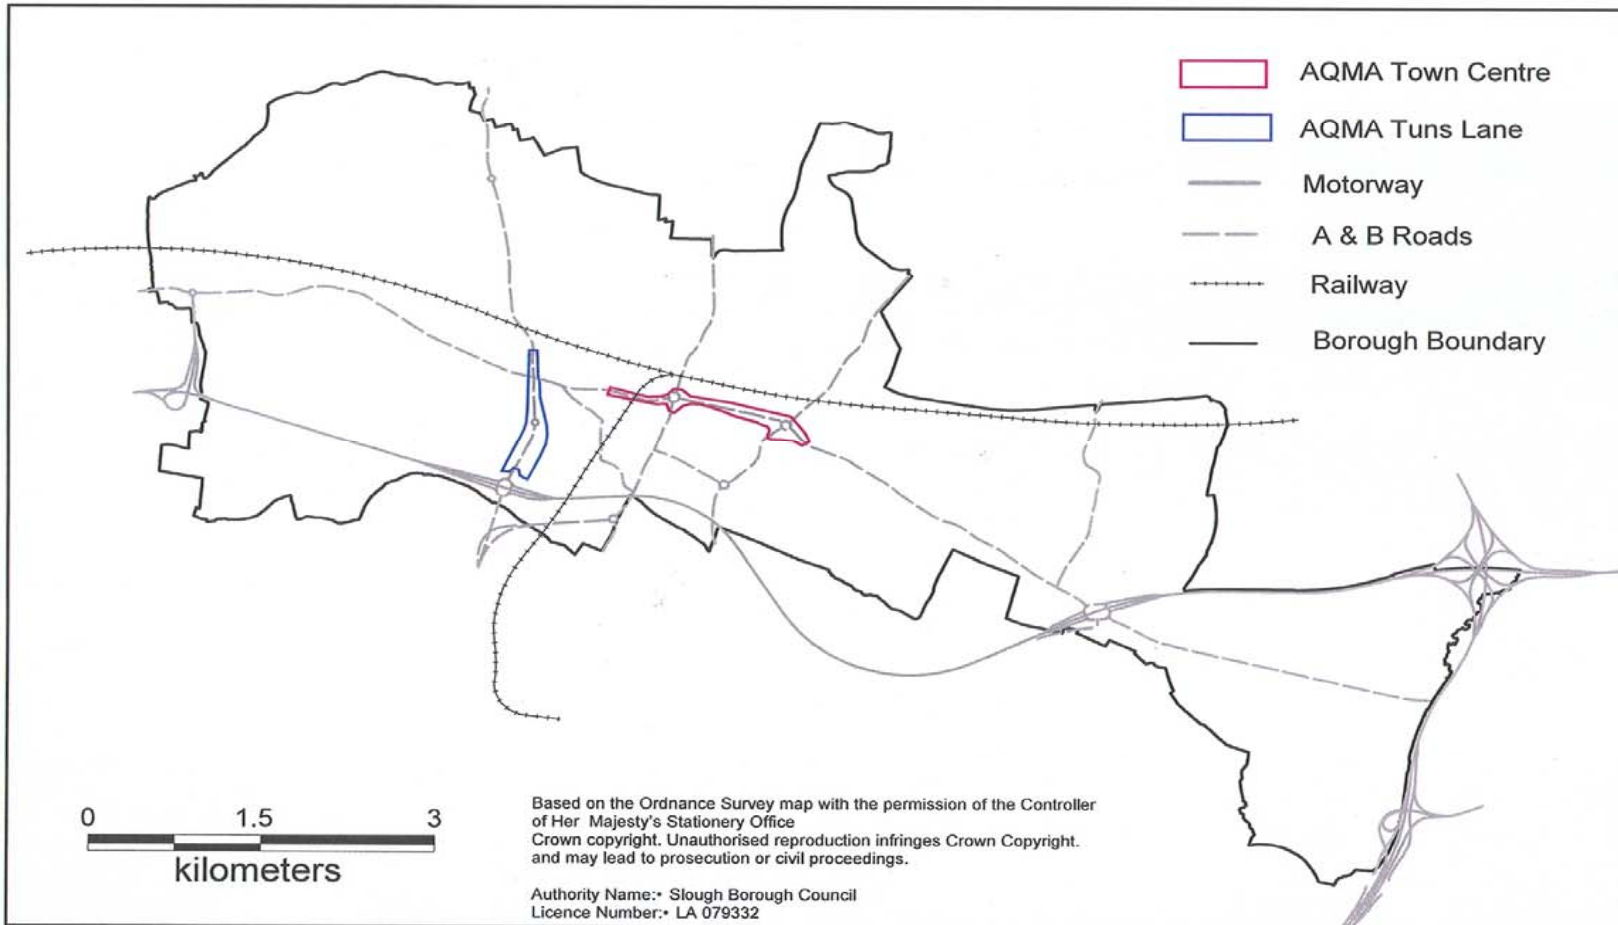 AQMA Town Centre
AQMA Tuns Lane
Motorway
A & B Roads
Railway
Borough Boundary
0 1.5 3
kilometers
Based on the Ordnance Survey map with the permission of the Controller
of Her Majesty's Stationery Office
Crown copyright. Unauthorised reproduction infringes Crown Copyright.
and may lead to prosecution or civil proceedings.
Authority Name:• Slough Borough Council
Licence Number:• LA 079332